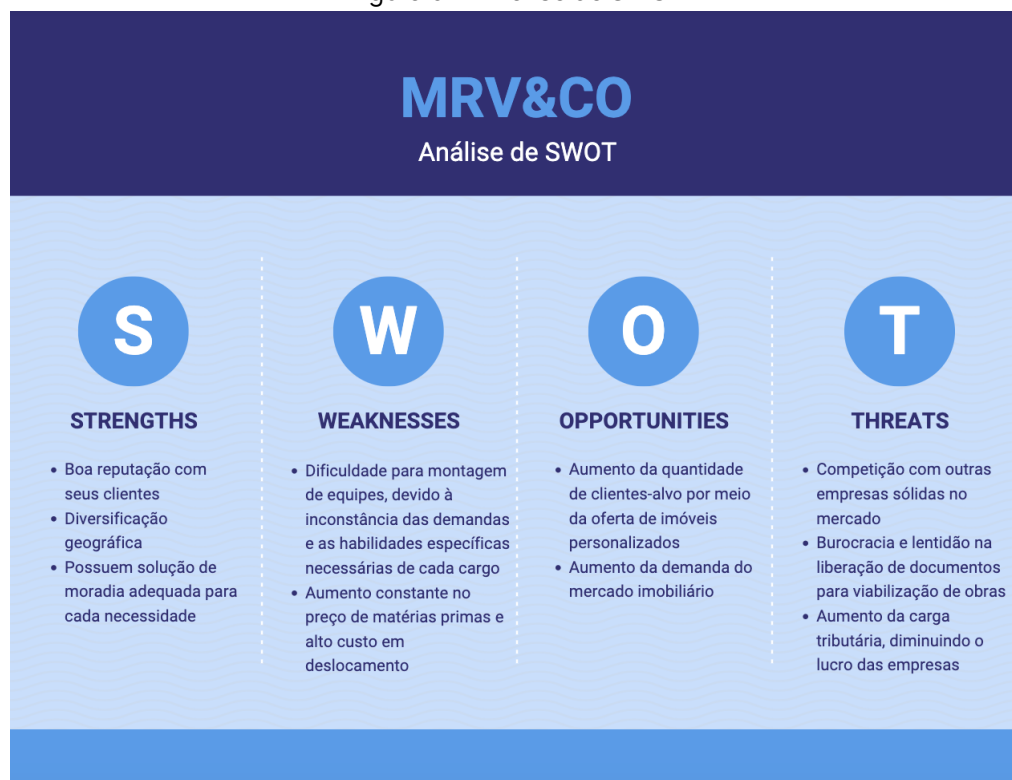 MRV&CO
Análise de SWOT
S
STRENGTHS
• Boa reputação com
seus clientes
• Diversificação
geográfica
• Possuem solução de
moradia adequada para
cada necessidade
W
WEAKNESSES
• Dificuldade para montagem
de equipes, devido à
inconstância das demandas
e as habilidades específicas
necessárias de cada cargo
• Aumento constante no
preço de matérias primas e
alto custo em
deslocamento
O
OPPORTUNITIES
• Aumento da quantidade
de clientes-alvo por meio
da oferta de imóveis
personalizados
• Aumento da demanda do
mercado imobiliário
T
THREATS
• Competição com outras
empresas sólidas no
mercado
• Burocracia e lentidão na
liberação de documentos
para viabilização de obras
• Aumento da carga
tributária, diminuindo o
lucro das empresas